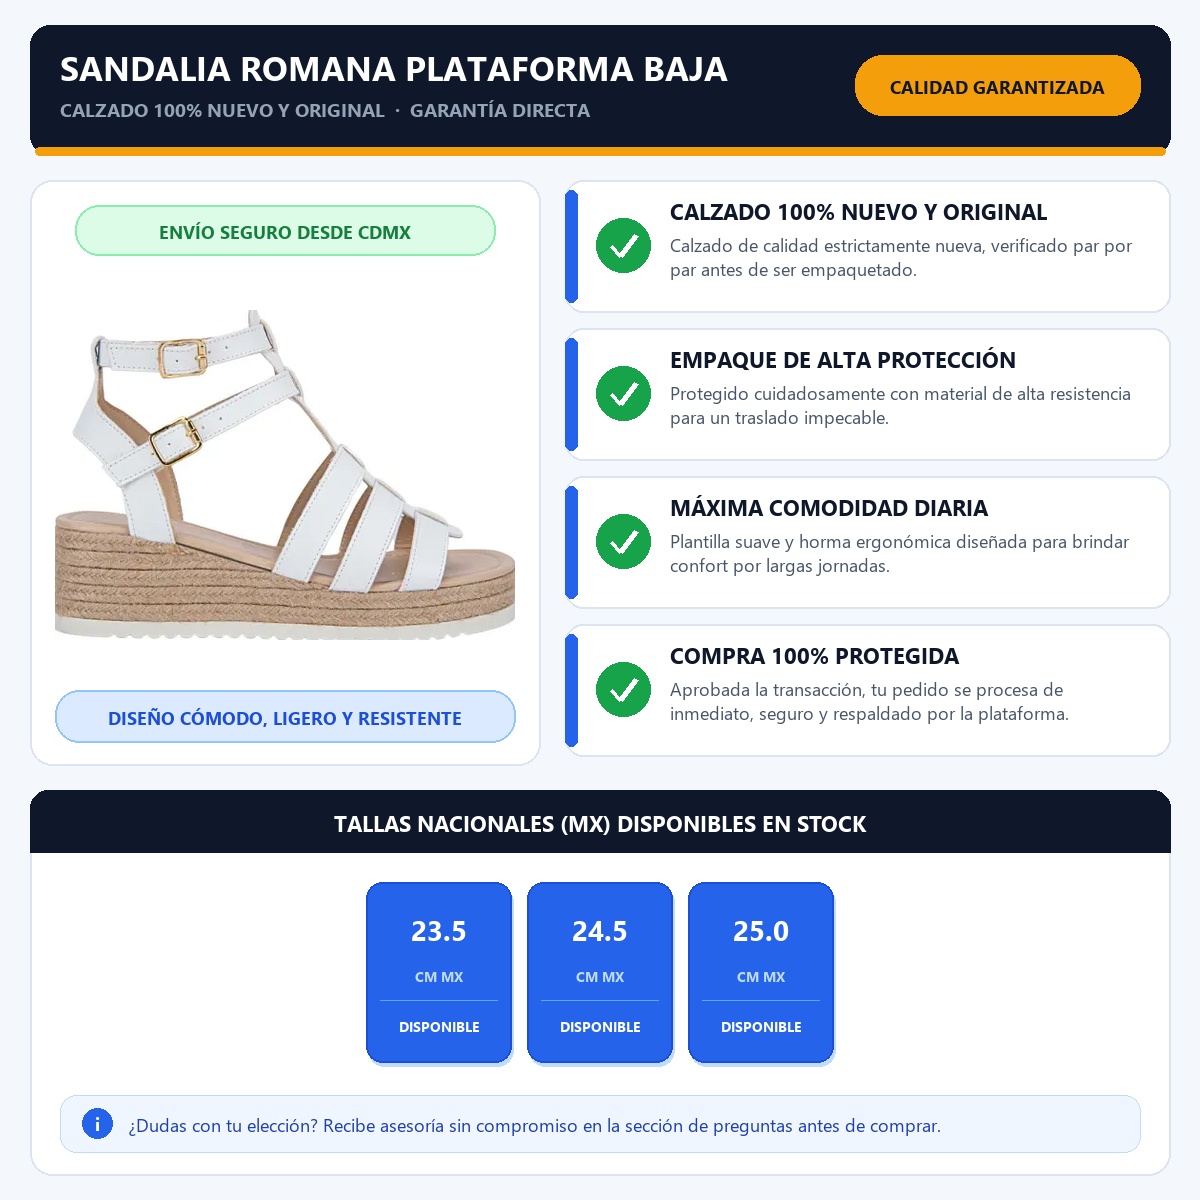 SANDALIA ROMANA PLATAFORMA BAJA
CALZADO 100% NUEVO Y ORIGINAL · GARANTÍA DIRECTA
CALIDAD GARANTIZADA
ENVÍO SEGURO DESDE CDMX
DISEÑO CÓMODO, LIGERO Y RESISTENTE
CALZADO 100% NUEVO Y ORIGINAL
Calzado de calidad estrictamente nueva, verificado par por
par antes de ser empaquetado.
EMPAQUE DE ALTA PROTECCIÓN
Protegido cuidadosamente con material de alta resistencia
para un traslado impecable.
MÁXIMA COMODIDAD DIARIA
Plantilla suave y horma ergonómica diseñada para brindar
confort por largas jornadas.
COMPRA 100% PROTEGIDA
Aprobada la transacción, tu pedido se procesa de
inmediato, seguro y respaldado por la plataforma.
TALLAS NACIONALES (MX) DISPONIBLES EN STOCK
23.5
CM MX
DISPONIBLE
24.5
CM MX
DISPONIBLE
25.0
CM MX
DISPONIBLE
¿Dudas con tu elección? Recibe asesoría sin compromiso en la sección de preguntas antes de comprar.